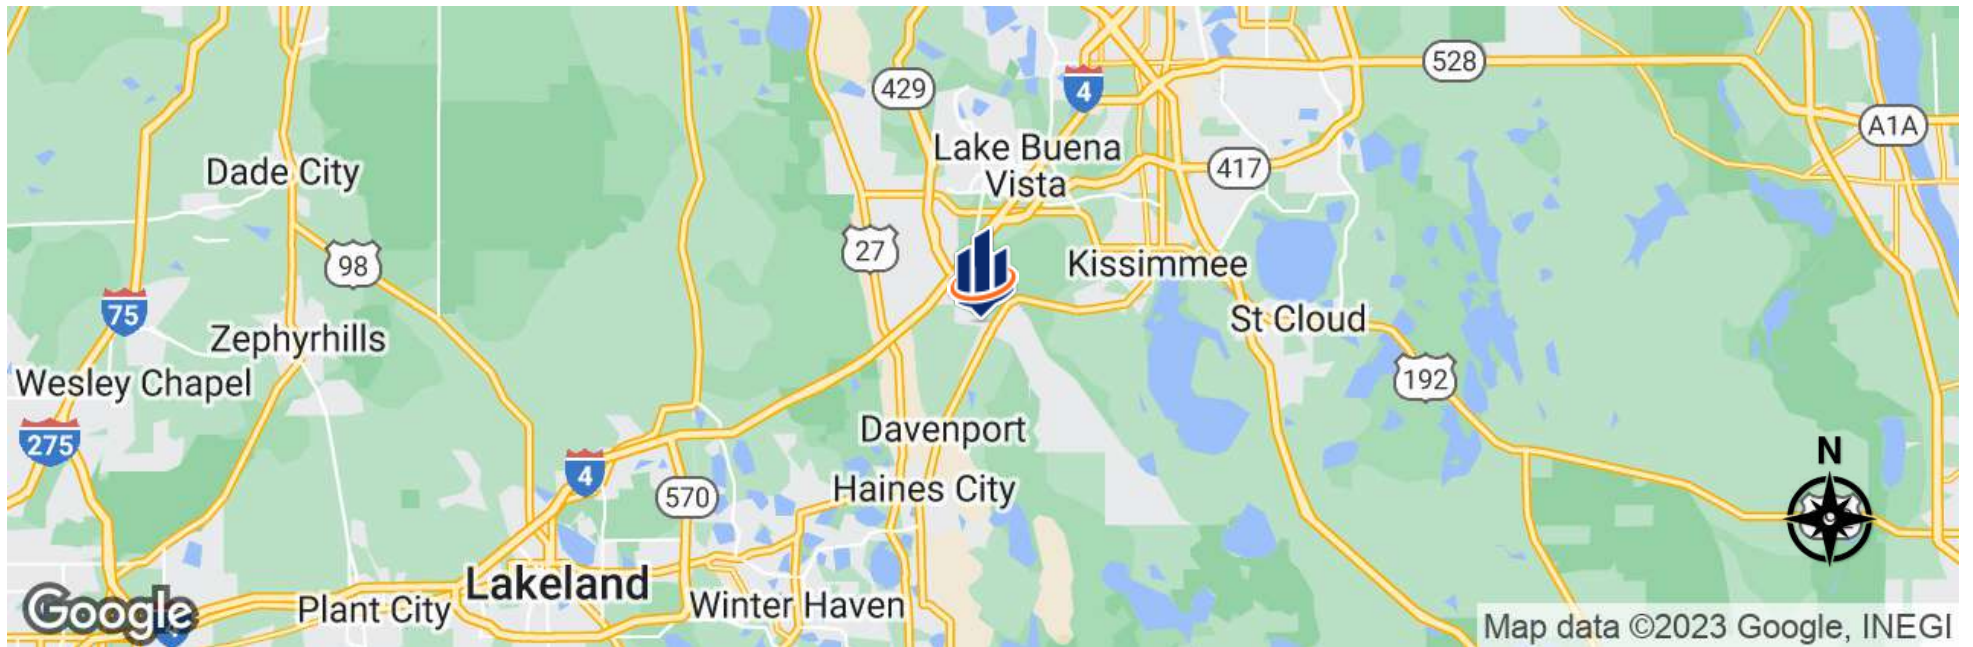 528
429
4
A1A
Lake Buena
Vista
417
Dade City
27
98
Kissimmee
75
St Cloud
Zephyrhills
192
Wesley Chapel
Davenport
275
N
4
570
Haines City
Lakeland
Google
Plant City
Winter Haven
Map data ©2023 Google, INEGI